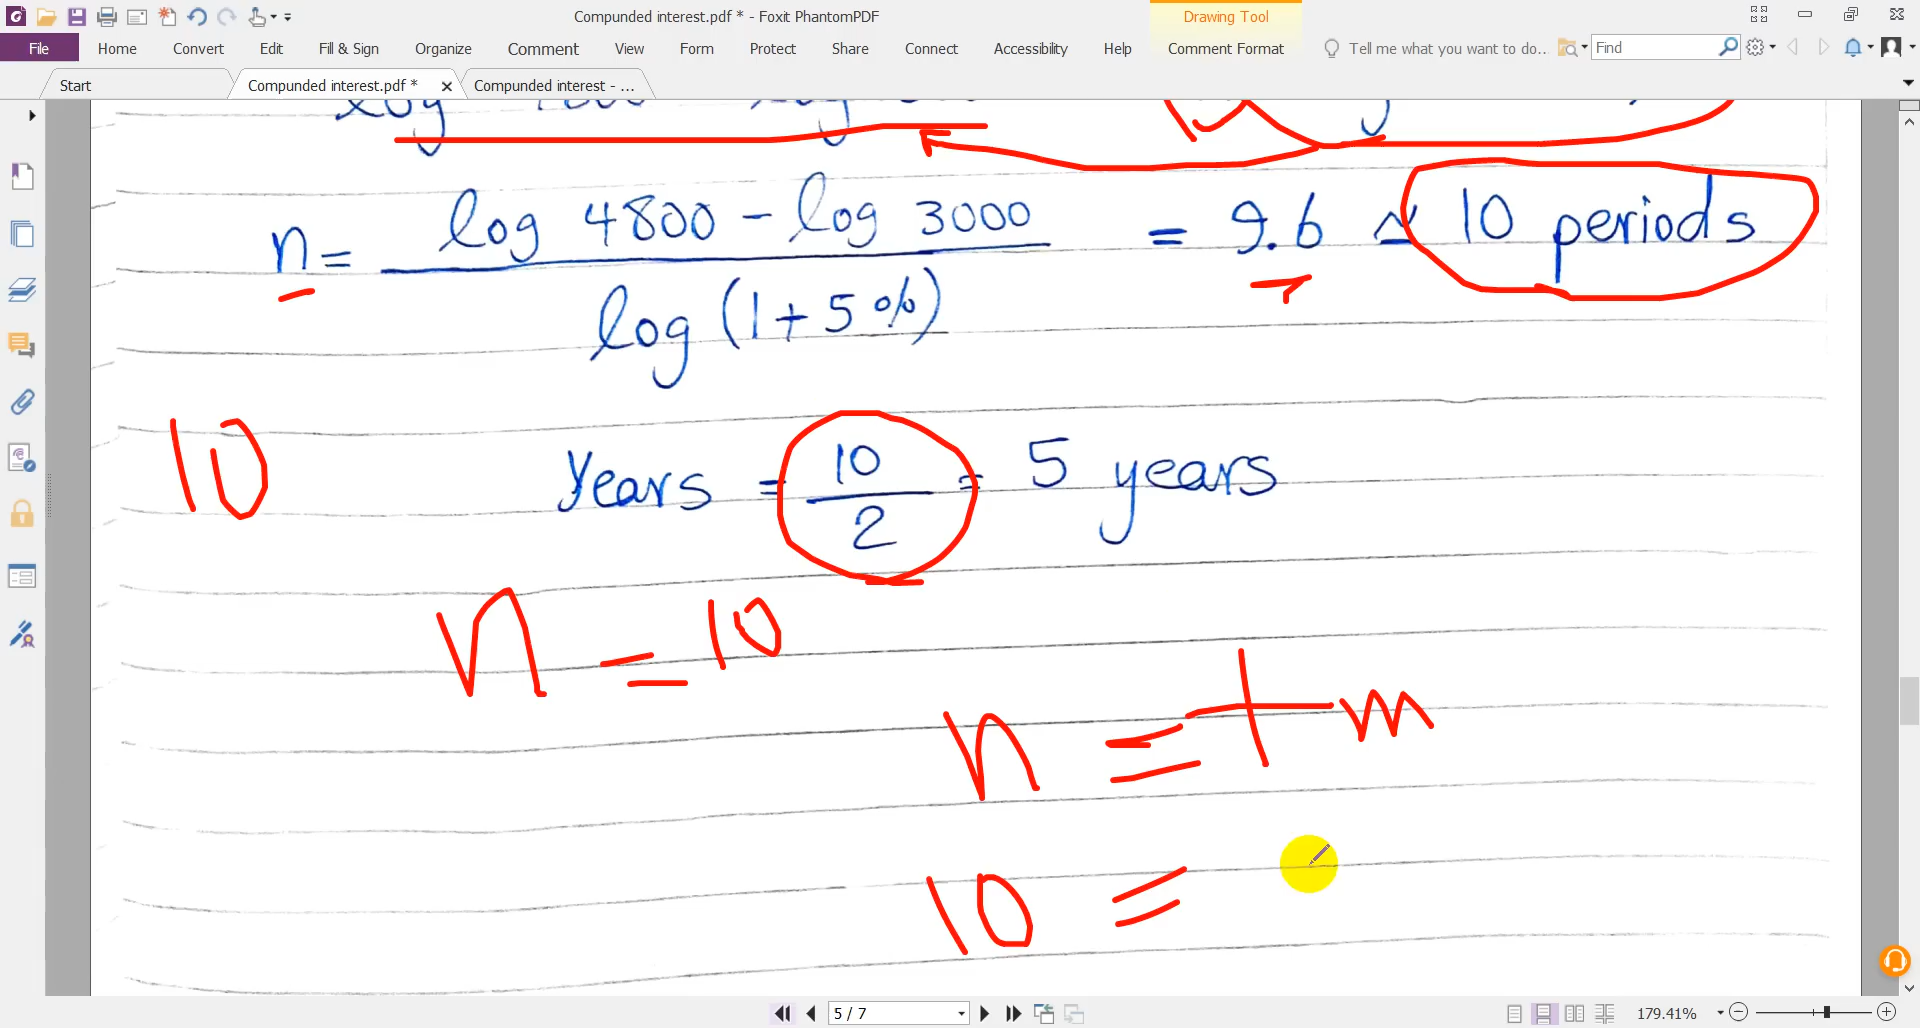 Compunded interest.pdf * - Foxit PhantomPDF
Drawing Tool
File Home Convert Edit Fill & Sign Organize Comment View Form Protect Share Connect Accessibility Help Comment Format Tell me what you want to do... Find
Start Compunded interest.pdf * Compunded interest - ...
n = log 4800 - log 3000 = 9.6 ≃ 10 periods
log (1 + 5%)
10
Years = 10 = 5 years
2
n = 10
n = t m
10 =
5 / 7
179.41%